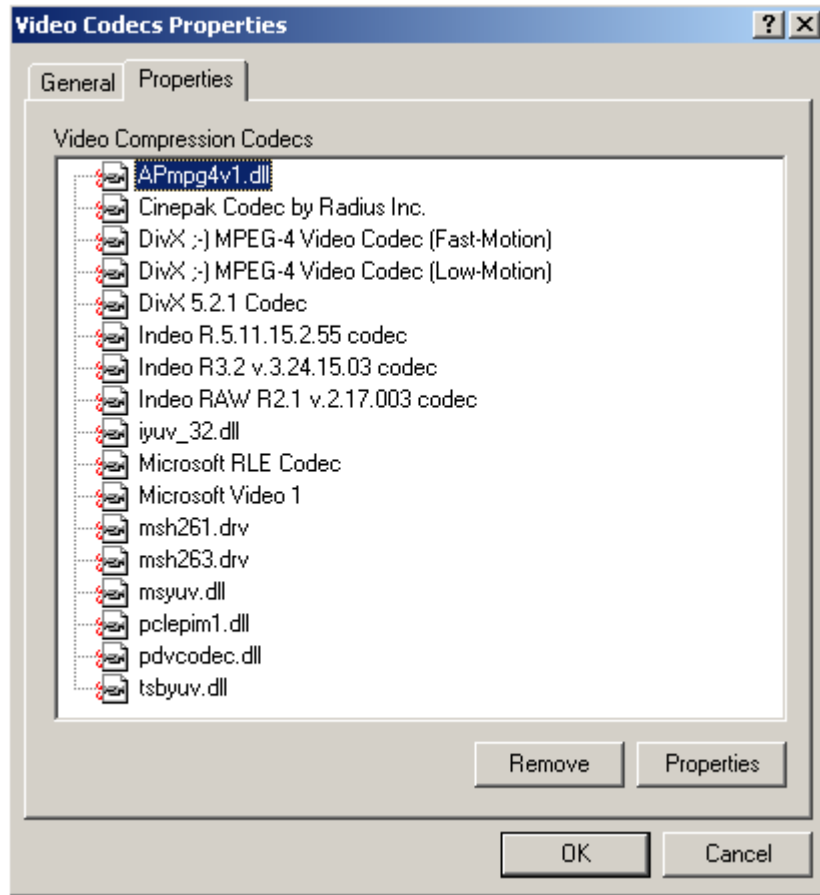 Video Codecs Properties
General Properties
Video Compression Codecs
APmpg4v1.dll
Cinepak Codec by Radius Inc.
DivX ;-) MPEG-4 Video Codec (Fast-Motion)
DivX ;-) MPEG-4 Video Codec (Low-Motion)
DivX 5.2.1 Codec
Indeo R.5.11.15.2.55 codec
Indeo R3.2 v.3.24.15.03 codec
Indeo RAW R2.1 v.2.17.003 codec
iyuv_32.dll
Microsoft RLE Codec
Microsoft Video 1
msh261.drv
msh263.drv
msyuv.dll
pclepim1.dll
pdvcodec.dll
tsbyuv.dll
Remove Properties
OK Cancel